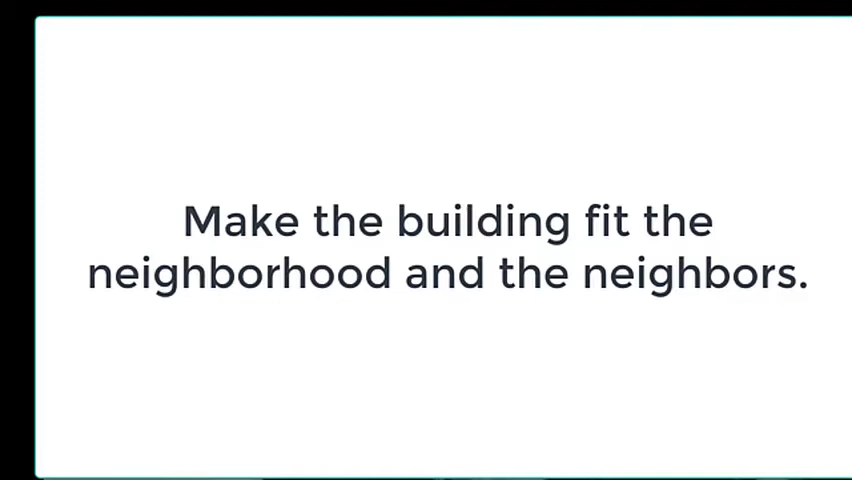 Make the building fit the
neighborhood and the neighbors.